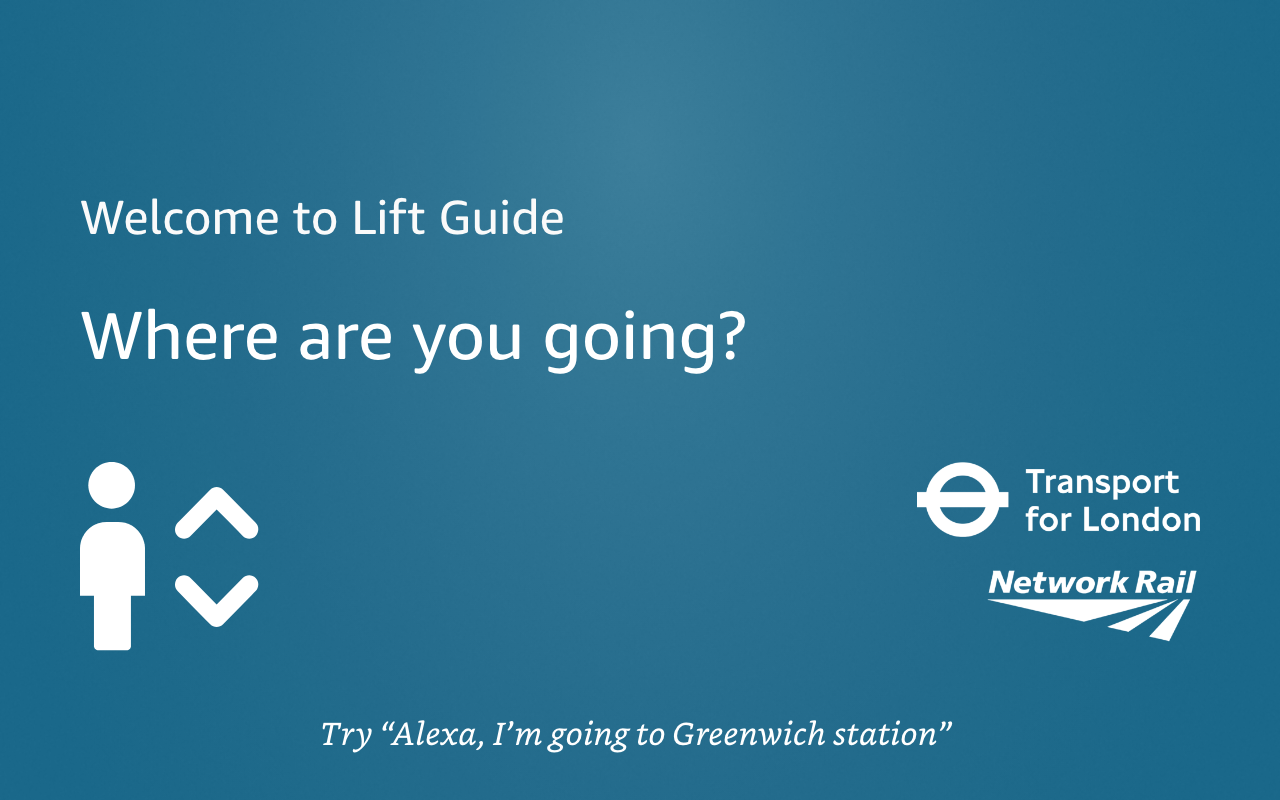 Welcome to Lift Guide
Where are you going?
Transport
for London
Network Rail
Try “Alexa, I’m going to Greenwich station”